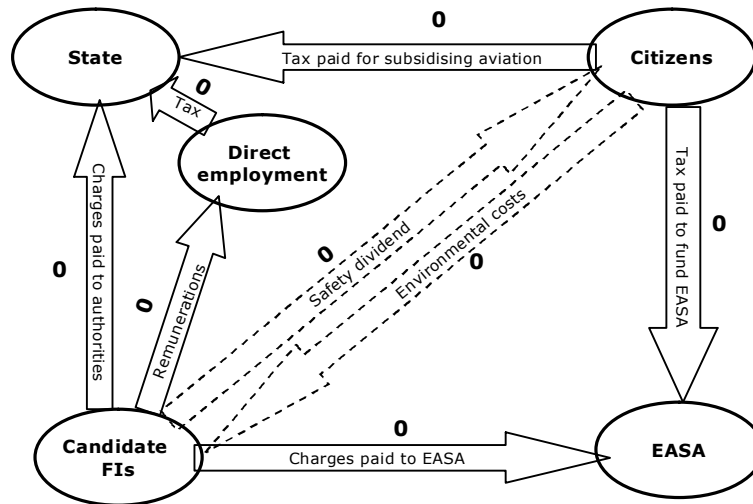 0
State
Tax paid for subsidising aviation
Citizens
0
Tax
Direct
employment
Charges paid to authorities
0
Remunerations
0
0
Safety dividend
Environmental costs
0
Tax paid to fund EASA
0
Candidate
FIs
0
Charges paid to EASA
EASA